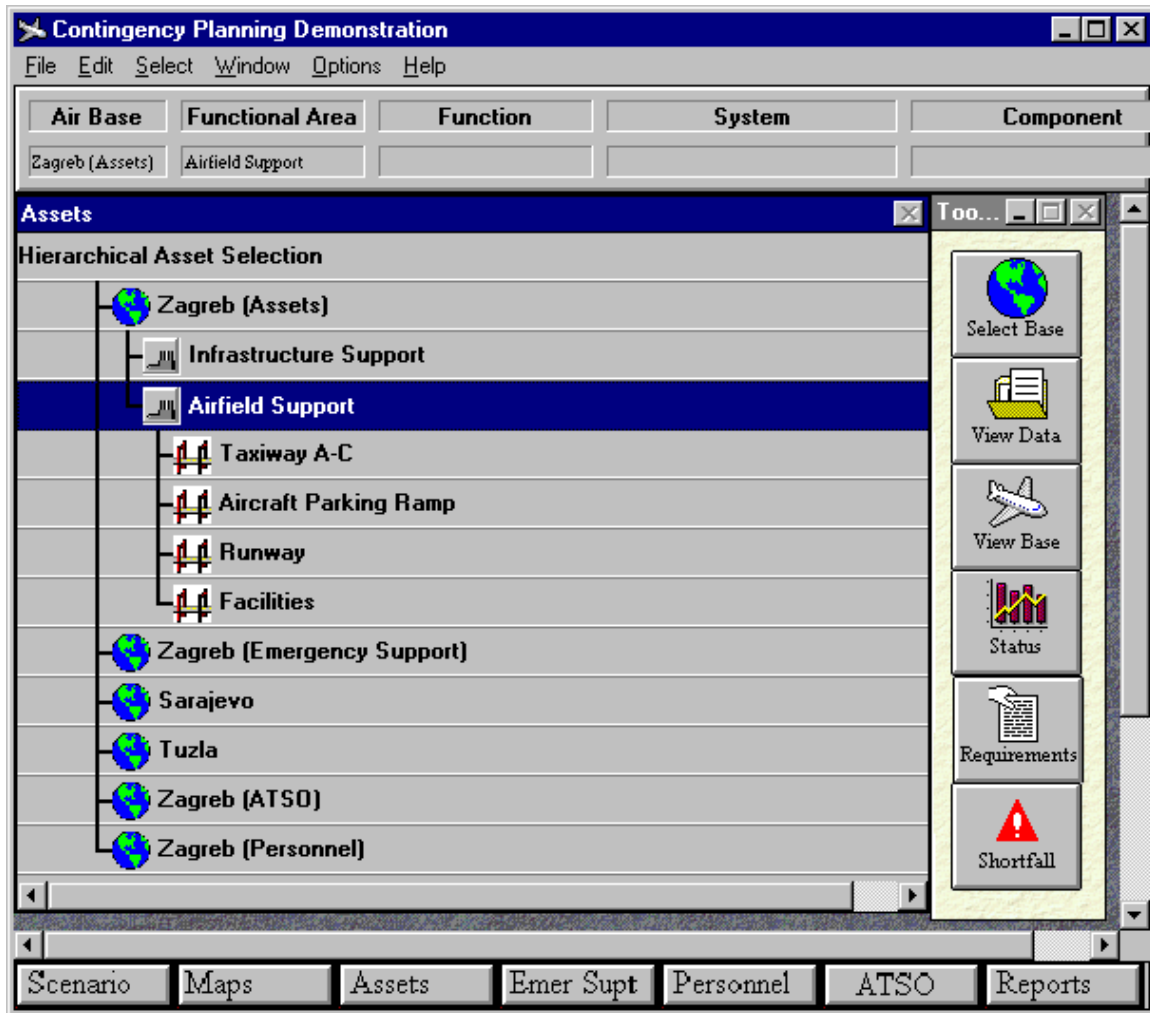 Contingency Planning Demonstration
File Edit Select Window Options Help
Air Base Functional Area Function System Component
Zagreb (Assets) Airfield Support
Assets
Too...
Hierarchical Asset Selection
Zagreb (Assets)
Infrastructure Support
Airfield Support
Taxiway A-C
Aircraft Parking Ramp
Runway
Facilities
Zagreb (Emergency Support)
Sarajevo
Tuzla
Zagreb (ATSO)
Zagreb (Personnel)
Select Base
View Data
View Base
Status
Requirements
Shortfall
Scenario Maps Assets Emer Supt Personnel ATSO Reports